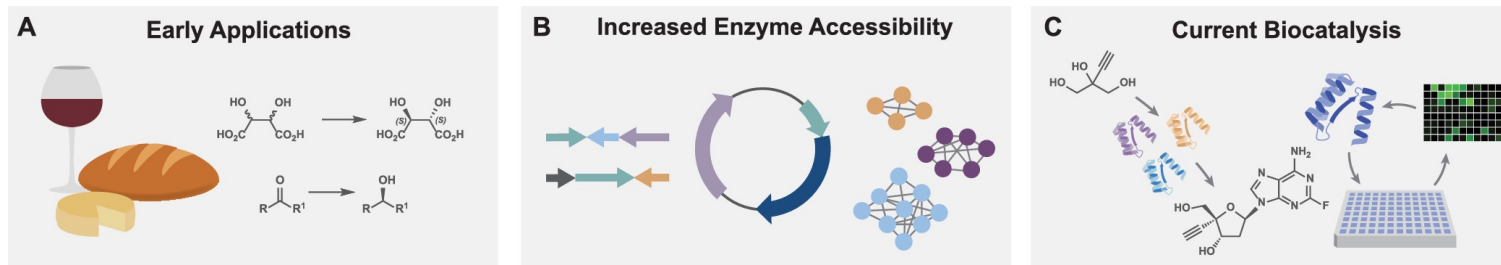 A
Early Applications
HO OH
HO₂C CO₂H
HO OH
(S) (S)
HO₂C CO₂H
O
R R¹
OH
R R¹
B
Increased Enzyme Accessibility
C
Current Biocatalysis
HO
HO OH
NH₂
N N
N N F
HO O
HO